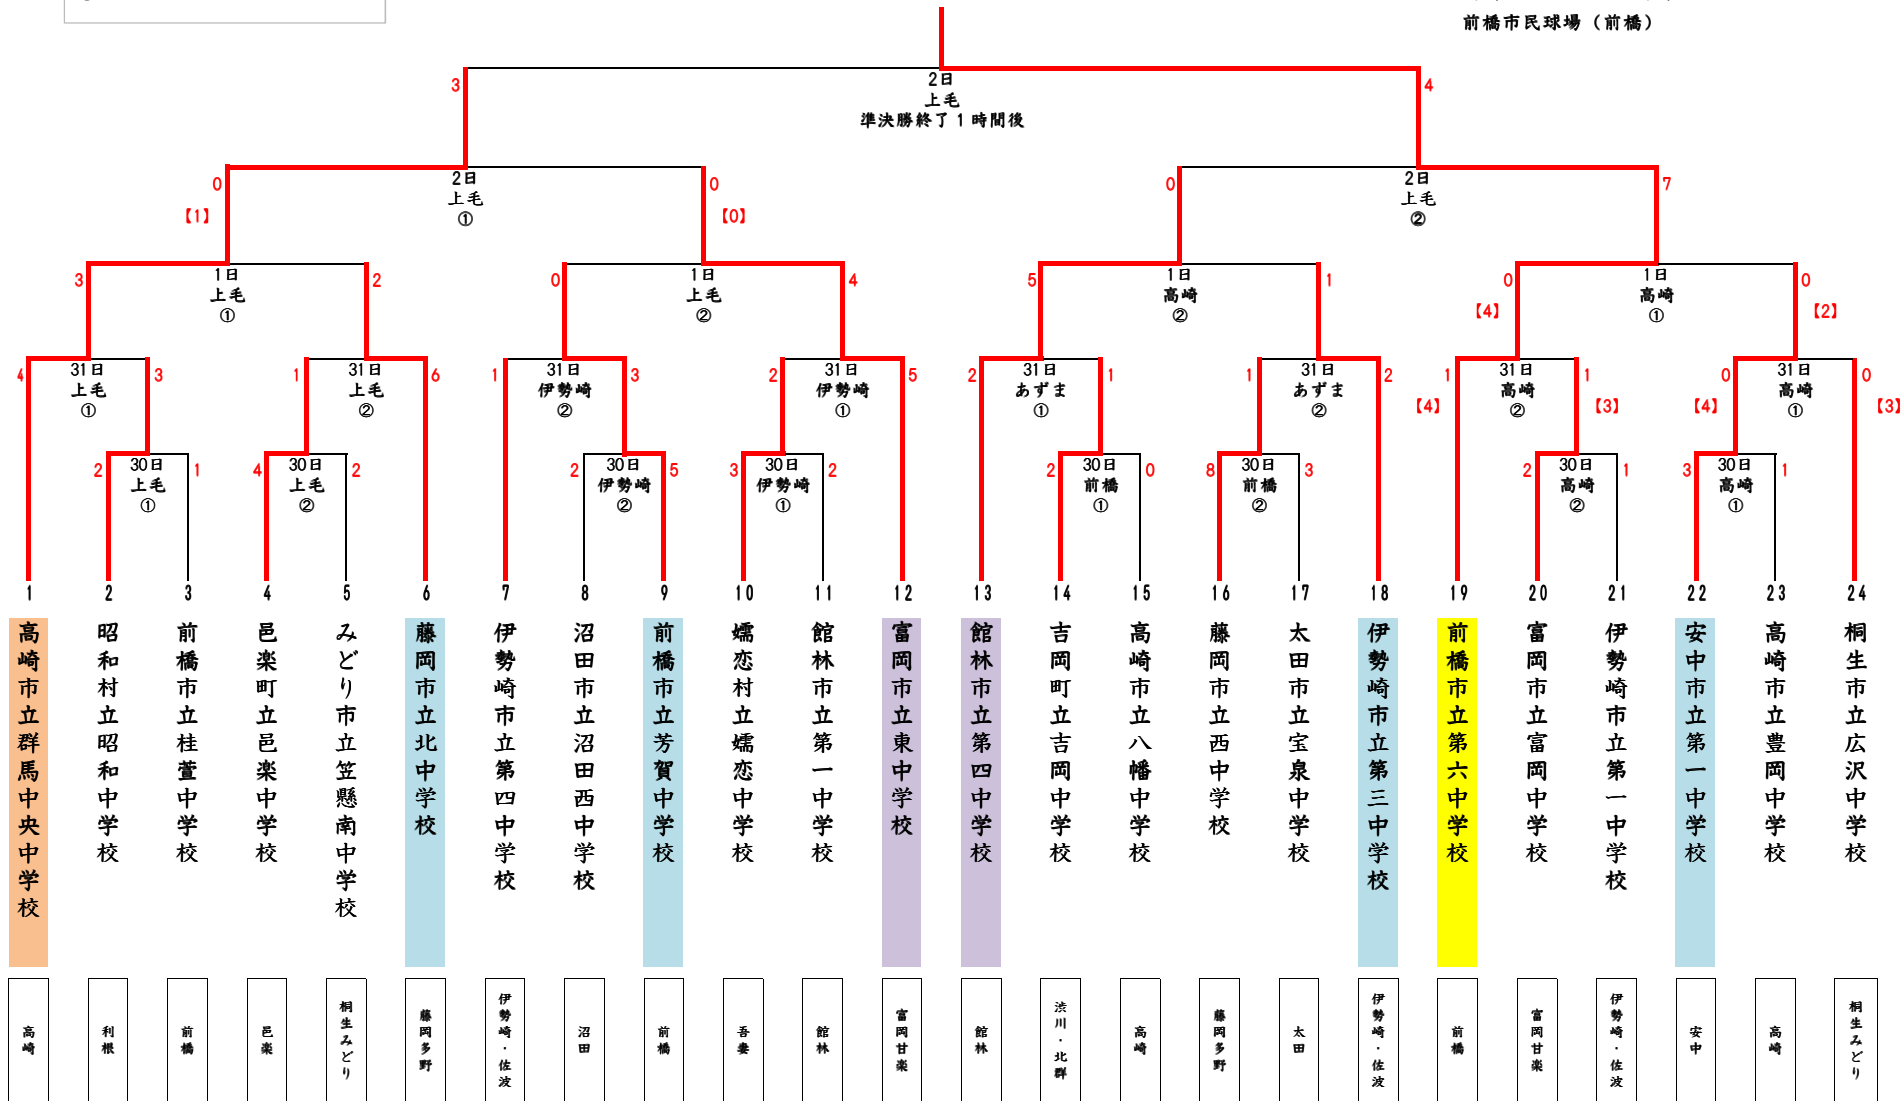 前橋市民球場（前橋）
3
2日
上毛
準決勝終了1時間後
4
0
【1】
2日
上毛
①
0
【0】
0
2日
上毛
②
7
3
1日
上毛
①
2
0
1日
上毛
②
4
5
1日
高崎
②
1
0
【4】
1日
高崎
①
0
【2】
4
31日
上毛
①
3
1
31日
上毛
②
6
1
31日
伊勢崎
②
3
2
31日
伊勢崎
①
5
2
31日
あずま
①
1
1
31日
あずま
②
2
1
【4】
31日
高崎
②
1
【3】
0
【4】
31日
高崎
①
0
【3】
2
30日
上毛
①
1
4
30日
上毛
②
2
2
30日
伊勢崎
②
5
3
30日
伊勢崎
①
2
2
30日
前橋
①
0
8
30日
前橋
②
3
2
30日
高崎
②
1
3
30日
高崎
①
1
1 2 3 4 5 6 7 8 9 10 11 12 13 14 15 16 17 18 19 20 21 22 23 24
高崎市立群馬中央中学校
昭和村立昭和中学校
前橋市立桂萱中学校
邑楽町立邑楽中学校
みどり市立笠懸南中学校
藤岡市立北中学校
伊勢崎市立第四中学校
沼田市立沼田西中学校
前橋市立芳賀中学校
嬬恋村立嬬恋中学校
館林市立第一中学校
富岡市立東中学校
館林市立第四中学校
吉岡町立吉岡中学校
高崎市立八幡中学校
藤岡市立西中学校
太田市立宝泉中学校
伊勢崎市立第三中学校
前橋市立第六中学校
富岡市立富岡中学校
伊勢崎市立第一中学校
安中市立第一中学校
高崎市立豊岡中学校
桐生市立広沢中学校
高崎
利根
前橋
邑楽
桐生みどり
藤岡多野
伊勢崎・佐波
沼田
前橋
吾妻
館林
富岡甘楽
館林
渋川・北群
高崎
藤岡多野
太田
伊勢崎・佐波
前橋
富岡甘楽
伊勢崎・佐波
安中
高崎
桐生みどり